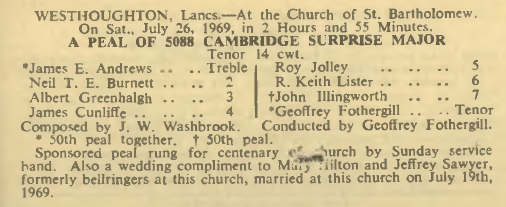 WESTHOUGHTON, Lancs.—At the Church of St. Bartholomew.
On Sat., July 26, 1969, in 2 Hours and 55 Minutes.
A PEAL OF 5088 CAMBRIDGE SURPRISE MAJOR
Tenor 14 cwt.
*James E. Andrews .. .. Treble | Roy Jolley .. .. .. .. 5
Neil T. E. Burnett .. .. 2 | R. Keith Lister .. .. .. 6
Albert Greenhalgh .. .. 3 | †John Illingworth .. .. 7
James Cunliffe .. .. .. 4 | *Geoffrey Fothergill .. .. Tenor
Composed by J. W. Washbrook. Conducted by Geoffrey Fothergill.
* 50th peal together. † 50th peal.
Sponsored peal rung for centenary of church by Sunday service
band. Also a wedding compliment to Mary Hilton and Jeffrey Sawyer,
formerly bellringers at this church, married at this church on July 19th,
1969.